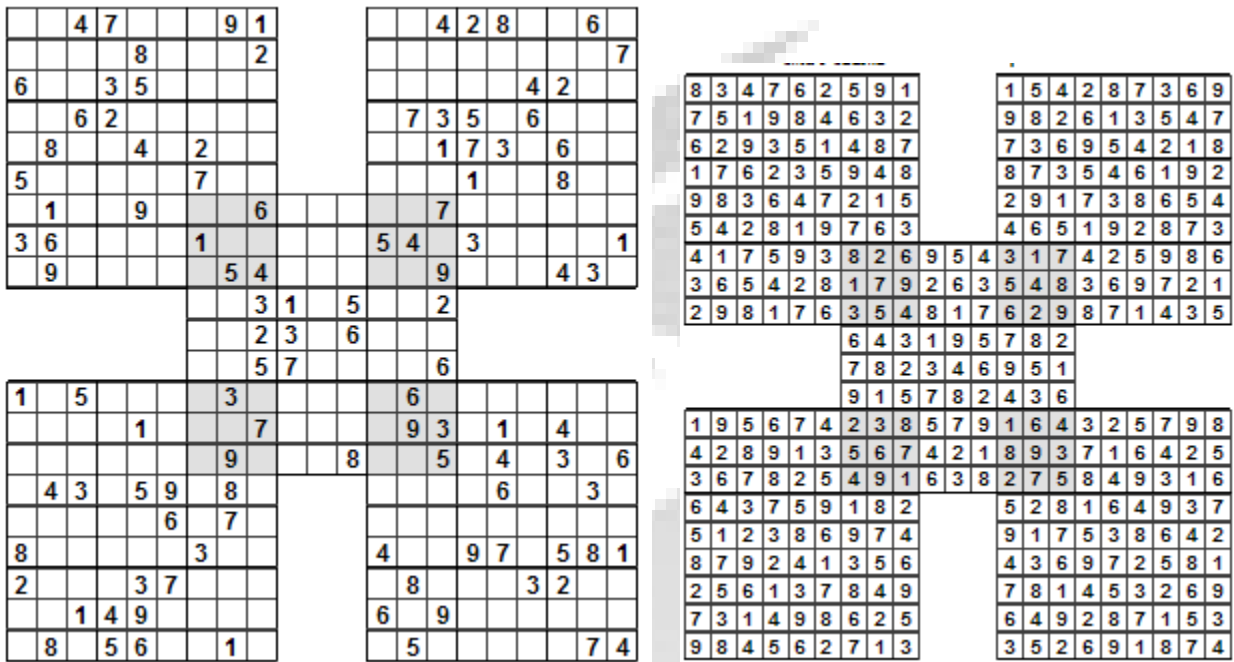 4 7 9 1 4 2 8 6
8 2 7
6 3 5 4 2
6 2 7 3 5 6
8 4 2 1 7 3 6
5 7 1 8
1 9 6 7
3 6 1 5 4 3 1
9 5 4 9 4 3
3 1 5 2
2 3 6
5 7 6
1 5 3 6
1 7 9 3 1 4
9 8 5 4 3 6
4 3 5 9 8 6 3
6 7
8 3 4 9 7 5 8 1
2 3 7 8 3 2
1 4 9 6 9
8 5 6 1 5 7 4
8 3 4 7 6 2 5 9 1 1 5 4 2 8 7 3 6 9
7 5 1 9 8 4 6 3 2 9 8 2 6 1 3 5 4 7
6 2 9 3 5 1 4 8 7 7 3 6 9 5 4 2 1 8
1 7 6 2 3 5 9 4 8 8 7 3 5 4 6 1 9 2
9 8 3 6 4 7 2 1 5 2 9 1 7 3 8 6 5 4
5 4 2 8 1 9 7 6 3 4 6 5 1 9 2 8 7 3
4 1 7 5 9 3 8 2 6 9 5 4 3 1 7 4 2 5 9 8 6
3 6 5 4 2 8 1 7 9 2 6 3 5 4 8 3 6 9 7 2 1
2 9 8 1 7 6 3 5 4 8 1 7 6 2 9 8 7 1 4 3 5
6 4 3 1 9 5 7 8 2
7 8 2 3 4 6 9 5 1
9 1 5 7 8 2 4 3 6
1 9 5 6 7 4 2 3 8 5 7 9 1 6 4 3 2 5 7 9 8
4 2 8 9 1 3 5 6 7 4 2 1 8 9 3 7 1 6 4 2 5
3 6 7 8 2 5 4 9 1 6 3 8 2 7 5 8 4 9 3 1 6
6 4 3 7 5 9 1 8 2 5 2 8 1 6 4 9 3 7
5 1 2 3 8 6 9 7 4 9 1 7 5 3 8 6 4 2
8 7 9 2 4 1 3 5 6 4 3 6 9 7 2 5 8 1
2 5 6 1 3 7 8 4 9 7 8 1 4 5 3 2 6 9
7 3 1 4 9 8 6 2 5 6 4 9 2 8 7 1 5 3
9 8 4 5 6 2 7 1 3 3 5 2 6 9 1 8 7 4